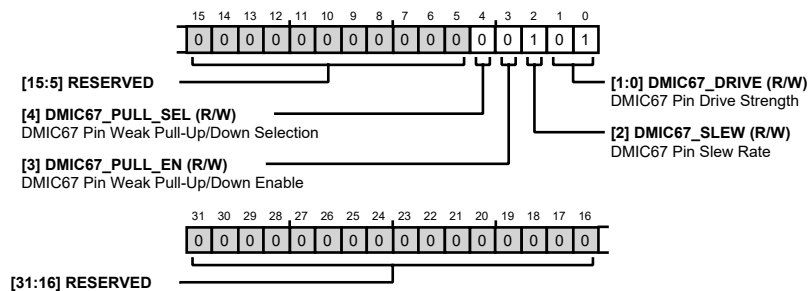 15 14 13 12 11 10 9 8 7 6 5 4 3 2 1 0
0 0 0 0 0 0 0 0 0 0 0 0 0 1 0 1
[15:5] RESERVED
[1:0] DMIC67_DRIVE (R/W)
DMIC67 Pin Drive Strength
[4] DMIC67_PULL_SEL (R/W)
DMIC67 Pin Weak Pull-Up/Down Selection
[2] DMIC67_SLEW (R/W)
DMIC67 Pin Slew Rate
[3] DMIC67_PULL_EN (R/W)
DMIC67 Pin Weak Pull-Up/Down Enable
31 30 29 28 27 26 25 24 23 22 21 20 19 18 17 16
0 0 0 0 0 0 0 0 0 0 0 0 0 0 0 0
[31:16] RESERVED